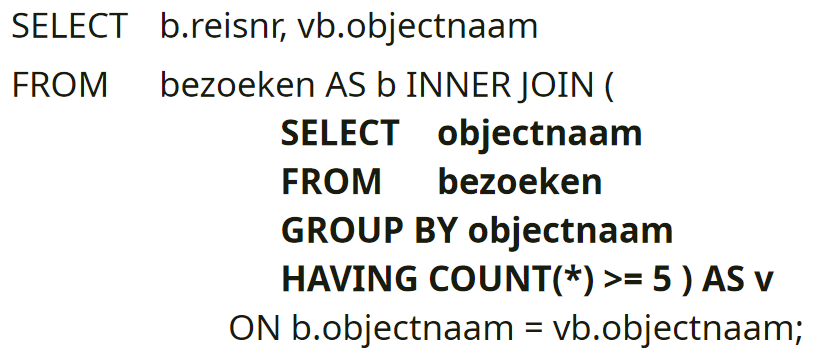 SELECT b.reisnr, vb.objectnaam
FROM bezoeken AS b INNER JOIN (
SELECT objectnaam
FROM bezoeken
GROUP BY objectnaam
HAVING COUNT(*) >= 5 ) AS v
ON b.objectnaam = vb.objectnaam;